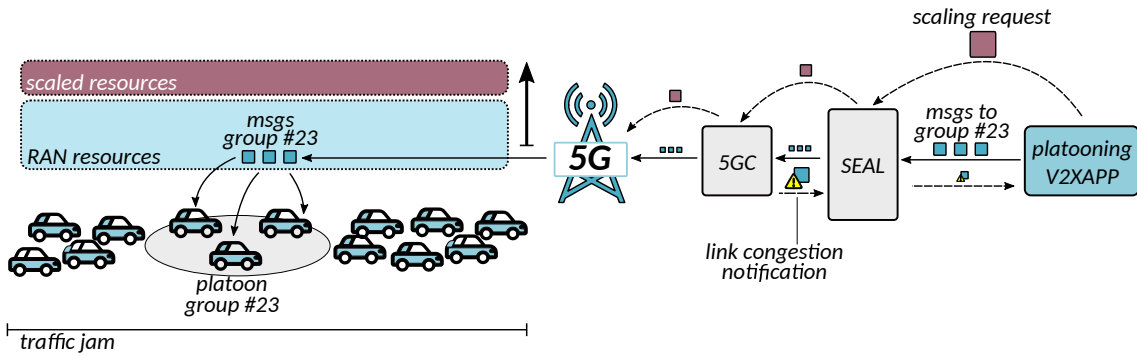 scaling request
scaled resources
msgs
group #23
RAN resources
5G
5GC
SEAL
msgs to
group #23
platooning
V2XAPP
link congestion
notification
platoon
group #23
traffic jam